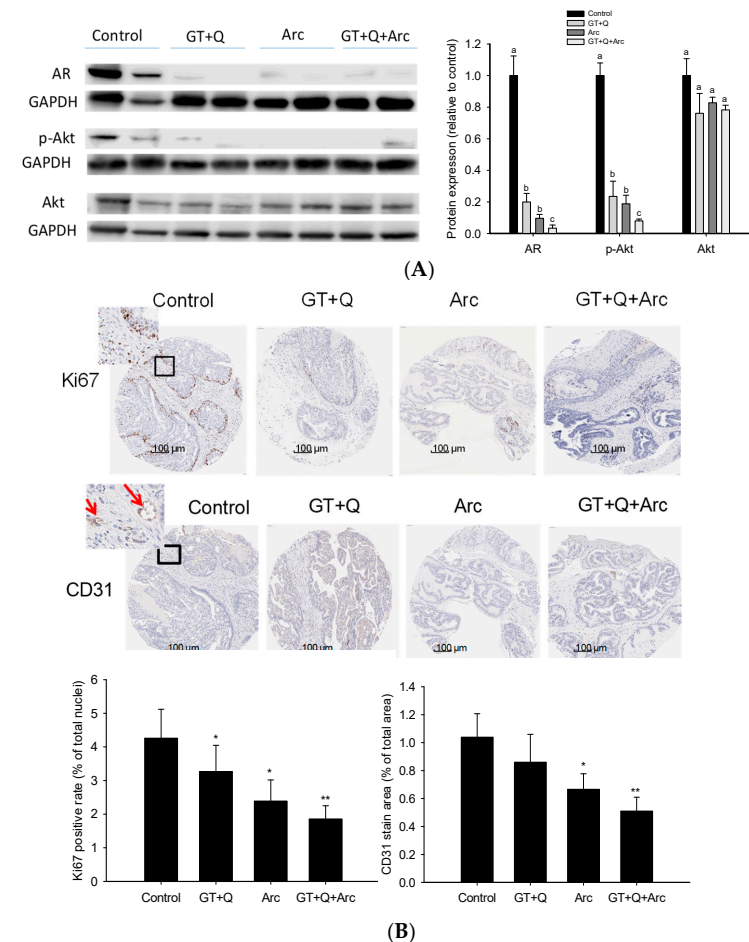 Control GT+Q Arc GT+Q+Arc
AR
GAPDH
p-Akt
GAPDH
Akt
GAPDH
Control
GT+Q
Arc
GT+Q+Arc
Protein expresson (relative to control)
1.2
1.0
0.8
0.6
0.4
0.2
0.0
a a a
b b c
b b c
a a a
AR p-Akt Akt
(A)
Control GT+Q Arc GT+Q+Arc
Ki67
100 µm 100 µm 100 µm 100 µm
Control GT+Q Arc GT+Q+Arc
CD31
100 µm 100 µm 100 µm 100 µm
Ki67 positive rate (% of total nuclei)
6
5
4
3
2
1
0
* * **
Control GT+Q Arc GT+Q+Arc
CD31 stain area (% of total area)
1.4
1.2
1.0
0.8
0.6
0.4
0.2
0.0
* **
Control GT+Q Arc GT+Q+Arc
(B)